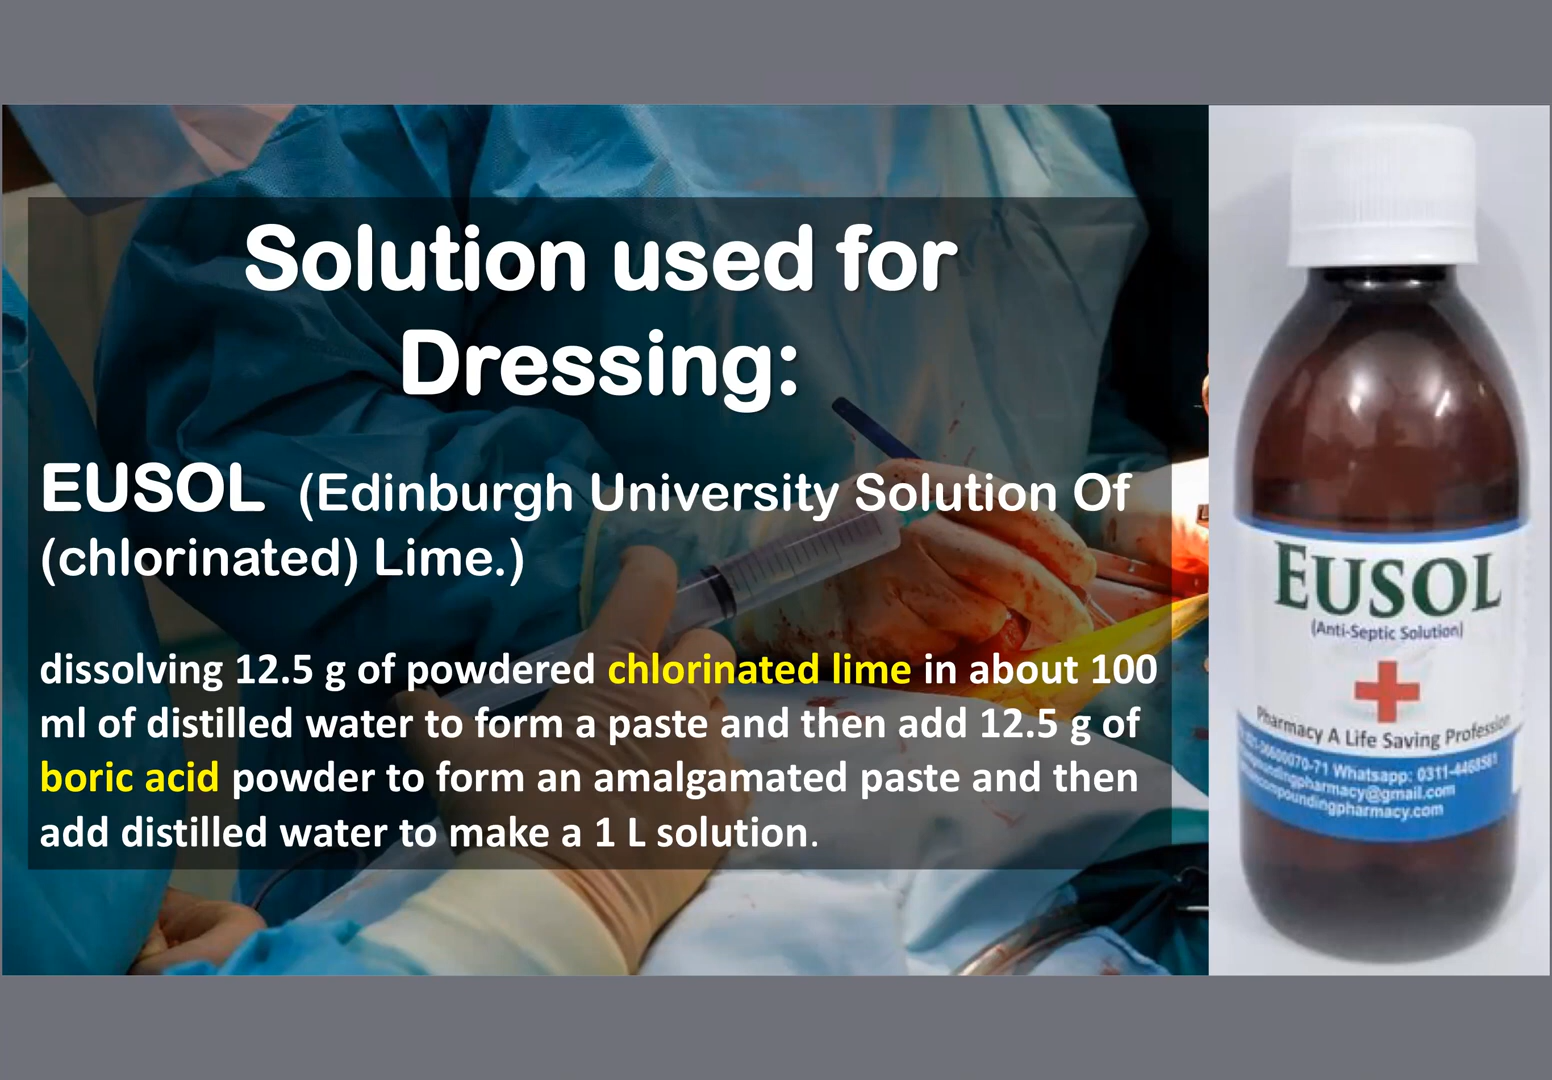 Solution used for
Dressing:
EUSOL (Edinburgh University Solution Of
(chlorinated) Lime.)
dissolving 12.5 g of powdered chlorinated lime in about 100
ml of distilled water to form a paste and then add 12.5 g of
boric acid powder to form an amalgamated paste and then
add distilled water to make a 1 L solution.
EUSOL
(Anti-Septic Solution)
Pharmacy A Life Saving Profession
Whatsapp: 0311-4468581